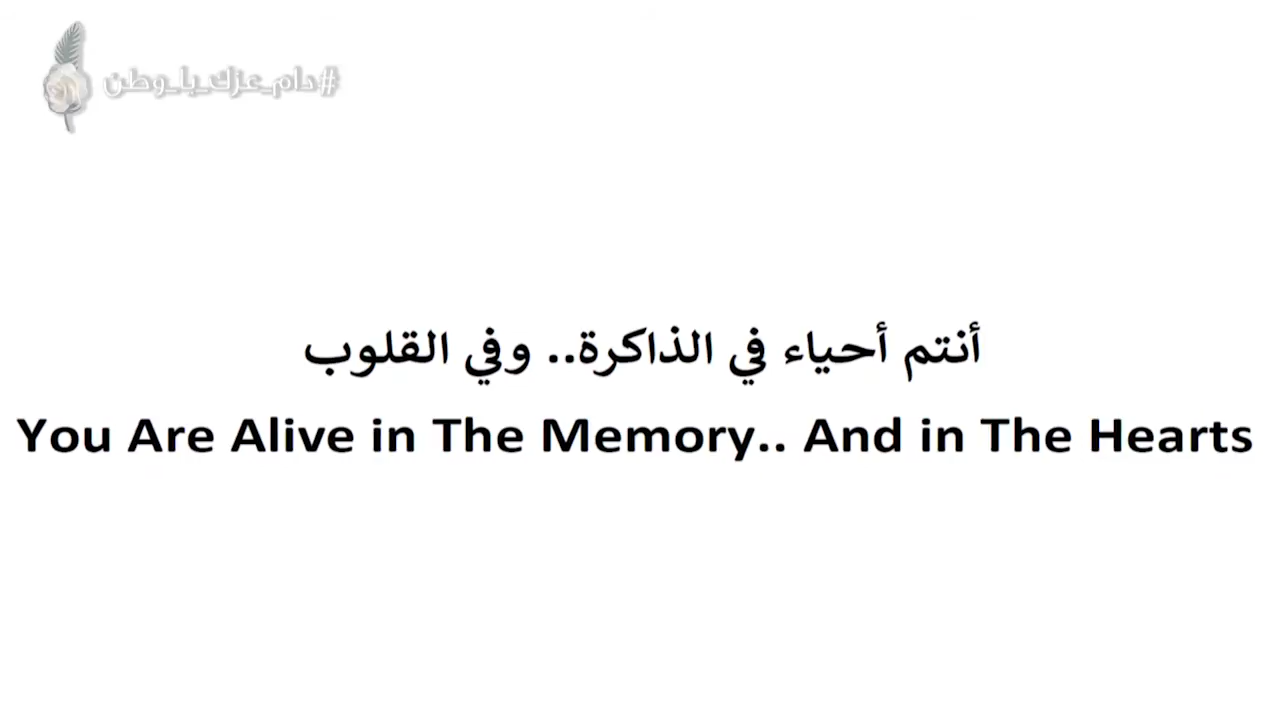 #دام_عزك_يا_وطن
أنتم أحياء في الذاكرة.. وفي القلوب
You Are Alive in The Memory.. And in The Hearts